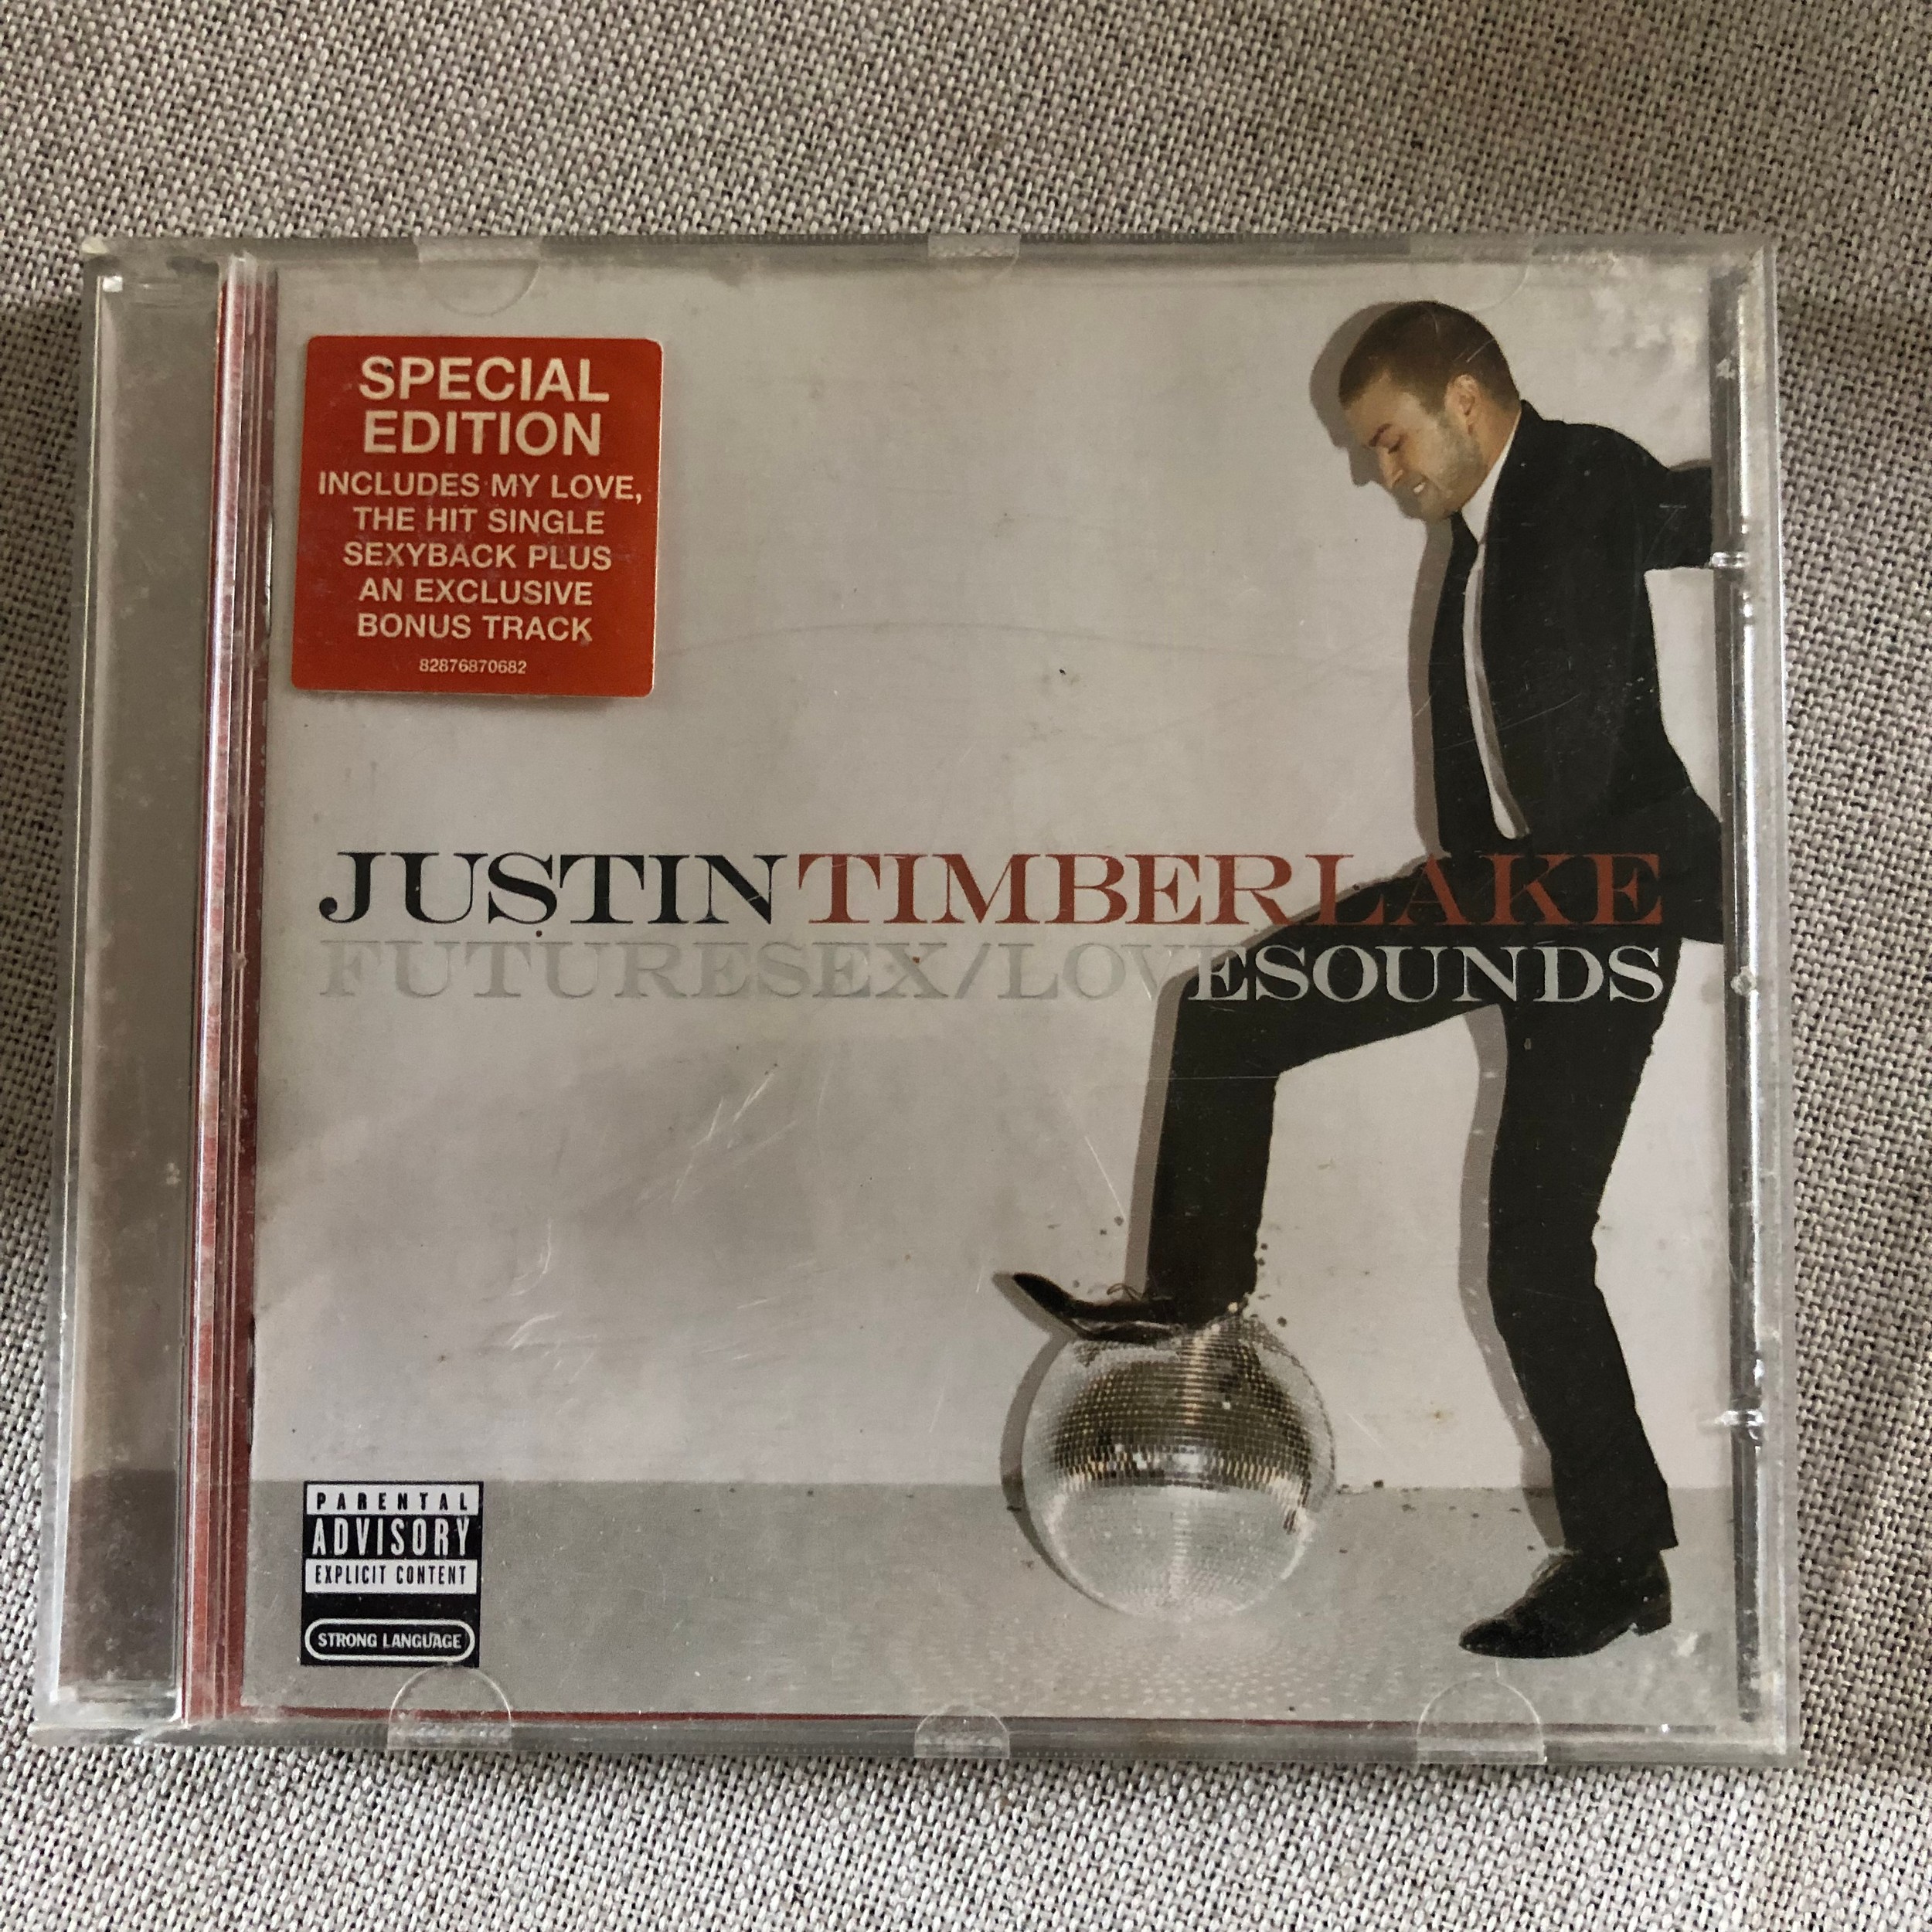 SPECIAL
EDITION
INCLUDES MY LOVE,
THE HIT SINGLE
SEXYBACK PLUS
AN EXCLUSIVE
BONUS TRACK
82876870682
JUSTINTIMBERLAKE
FUTURESEX/LOVESOUNDS
PARENTAL
ADVISORY
EXPLICIT CONTENT
STRONG LANGUAGE